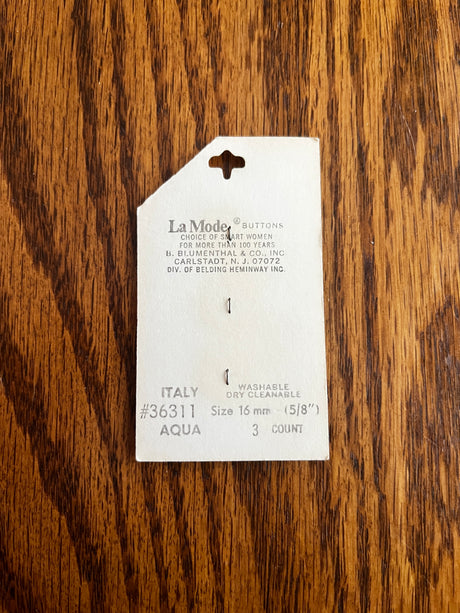 La Mode® BUTTONS
CHOICE OF SMART WOMEN
FOR MORE THAN 100 YEARS
B. BLUMENTHAL & CO., INC
CARLSTADT, N. J. 07072
DIV. OF BELDING HEMINWAY INC.
WASHABLE
ITALY DRY CLEANABLE
#36311 Size 16 mm - (5/8")
AQUA 3 COUNT